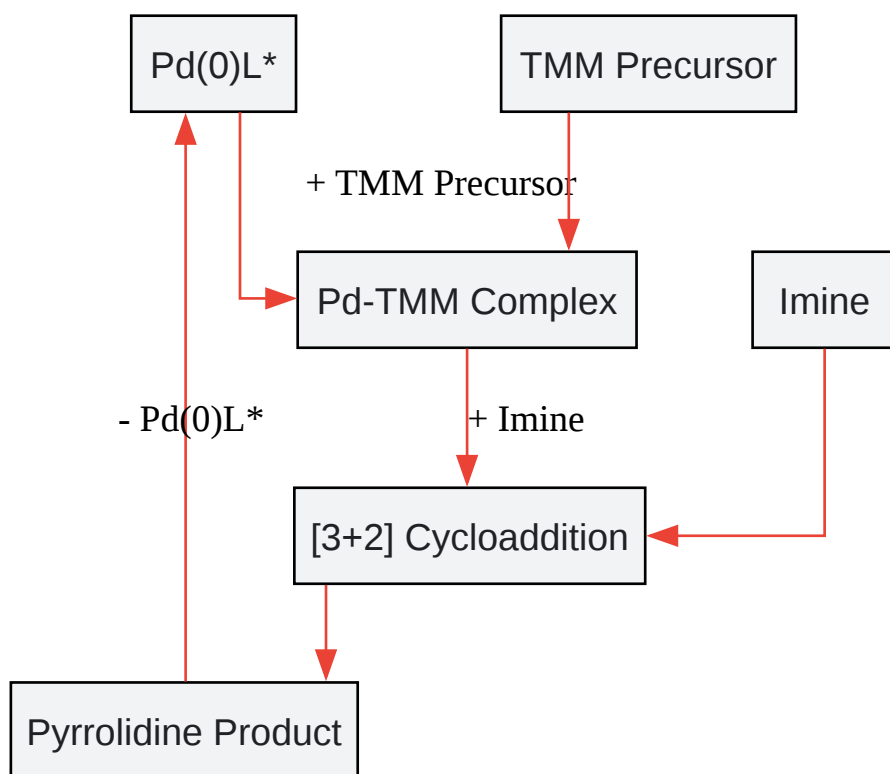 Pd(0)L*
TMM Precursor
+ TMM Precursor
Pd-TMM Complex
Imine
- Pd(0)L*
+ Imine
[3+2] Cycloaddition
Pyrrolidine Product